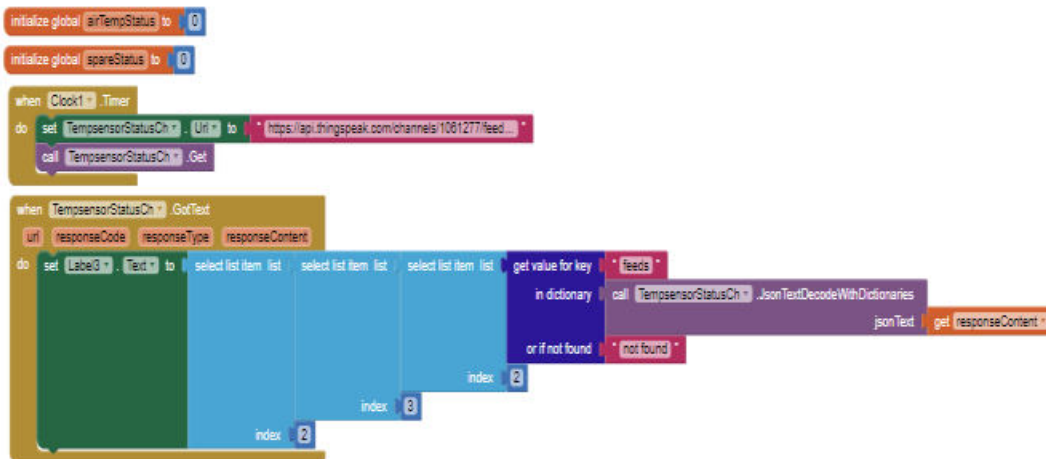 initialize global airTempStatus to 0
initialize global spareStatus to 0
when Clock1 .Timer
do set TempsensorStatusCh . Url to " https://api.thingspeak.com/channels/1061277/feed... "
call TempsensorStatusCh .Get
when TempsensorStatusCh .GotText
url responseCode responseType responseContent
do set Label3 . Text to select list item list select list item list select list item list get value for key " feeds "
in dictionary call TempsensorStatusCh .JsonTextDecodeWithDictionaries
jsonText get responseContent
or if not found " not found "
index 2
index 3
index 2